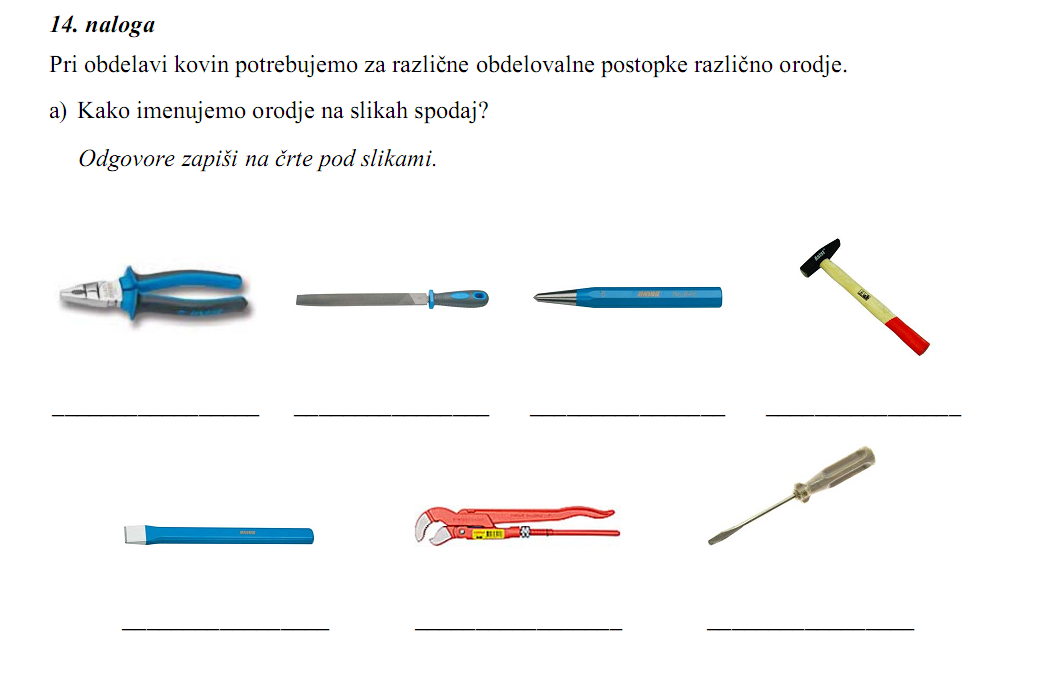 14. naloga
Pri obdelavi kovin potrebujemo za različne obdelovalne postopke različno orodje.
a) Kako imenujemo orodje na slikah spodaj?
Odgovore zapiši na črte pod slikami.